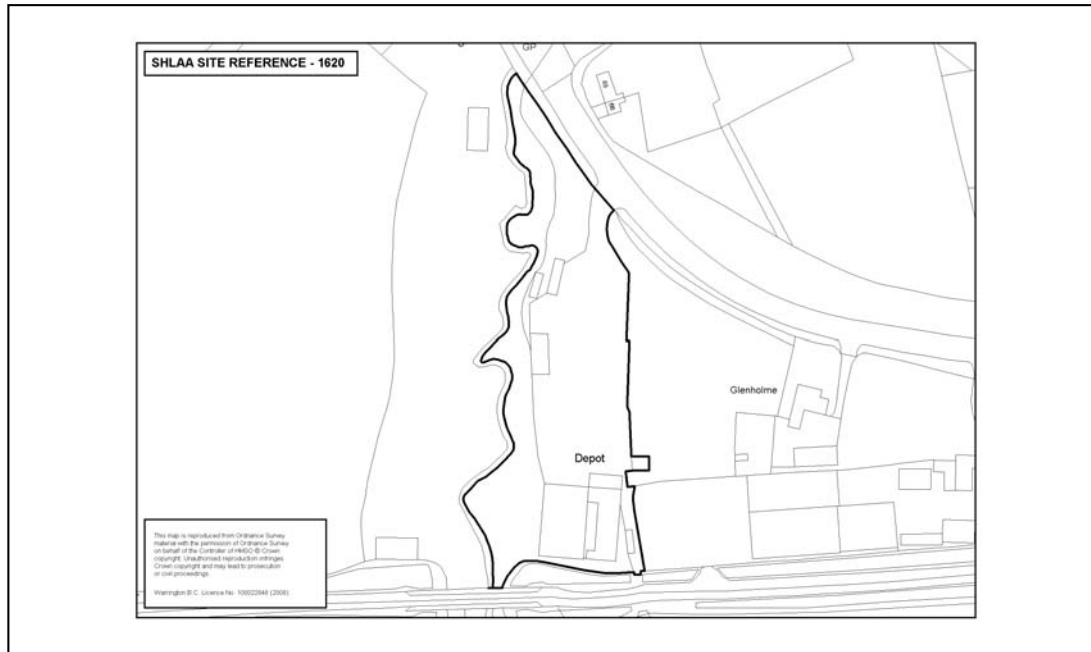 SHLAA SITE REFERENCE - 1620
GP
Glenholme
Depot
This map is reproduced from Ordnance Survey
material with the permission of Ordnance Survey
on behalf of the Controller of HMSO © Crown
copyright. Unauthorised reproduction infringes
Crown copyright and may lead to prosecution
or civil proceedings.
Warrington B.C. Licence No. 100022848 (2008)